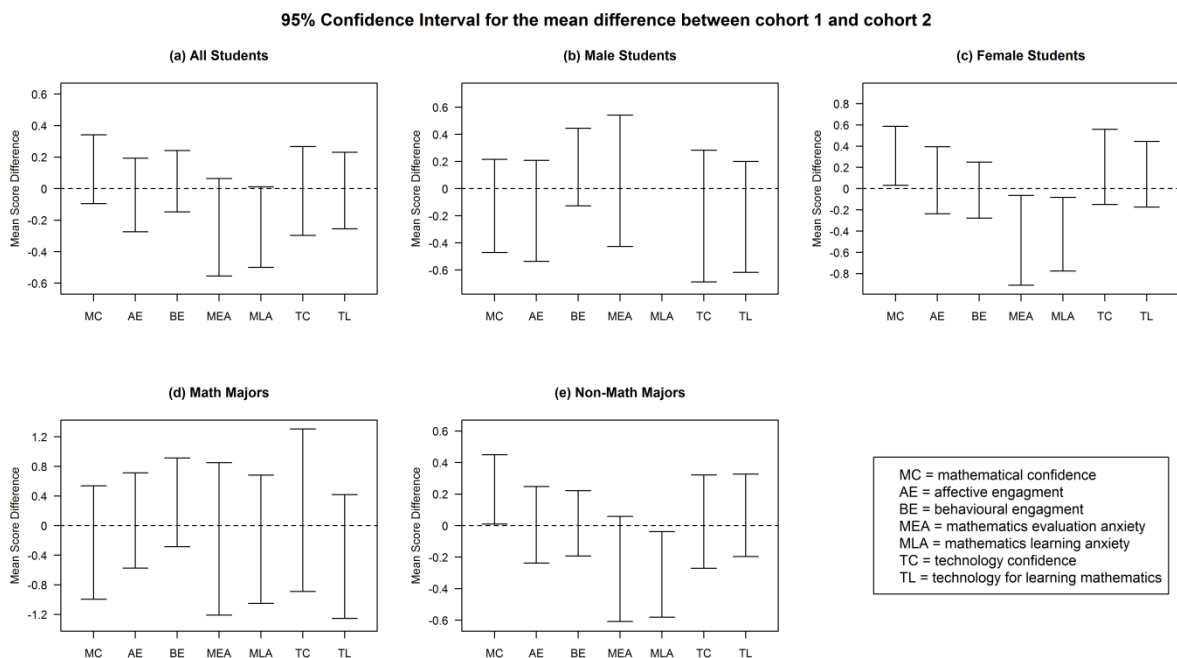 95% Confidence Interval for the mean difference between cohort 1 and cohort 2
(a) All Students
Mean Score Difference
0.6
0.4
0.2
0
-0.2
-0.4
-0.6
MC AE BE MEA MLA TC TL
(b) Male Students
Mean Score Difference
0.6
0.4
0.2
0
-0.2
-0.4
-0.6
MC AE BE MEA MLA TC TL
(c) Female Students
Mean Score Difference
0.8
0.6
0.4
0.2
0
-0.2
-0.4
-0.6
-0.8
MC AE BE MEA MLA TC TL
(d) Math Majors
Mean Score Difference
1.2
0.8
0.4
0
-0.4
-0.8
-1.2
MC AE BE MEA MLA TC TL
(e) Non-Math Majors
Mean Score Difference
0.6
0.4
0.2
0
-0.2
-0.4
-0.6
MC AE BE MEA MLA TC TL
MC = mathematical confidence
AE = affective engagment
BE = behavioural engagment
MEA = mathematics evaluation anxiety
MLA = mathematics learning anxiety
TC = technology confidence
TL = technology for learning mathematics